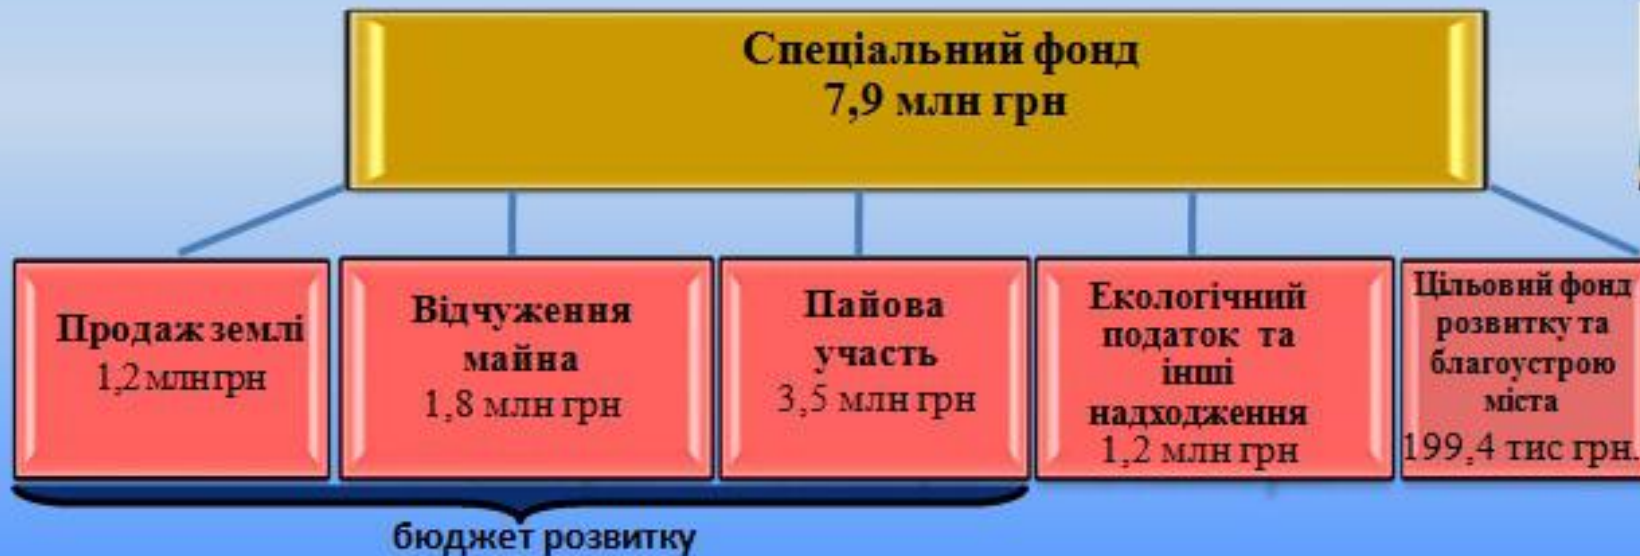 Спеціальний фонд
7,9 млн грн
Продаж землі
1,2 млн грн
Відчуження
майна
1,8 млн грн
Пайова
участь
3,5 млн грн
Екологічний
податок та
інші
надходження
1,2 млн грн
Цільовий фонд
розвитку та
благоустрою
міста
199,4 тис грн.
бюджет розвитку